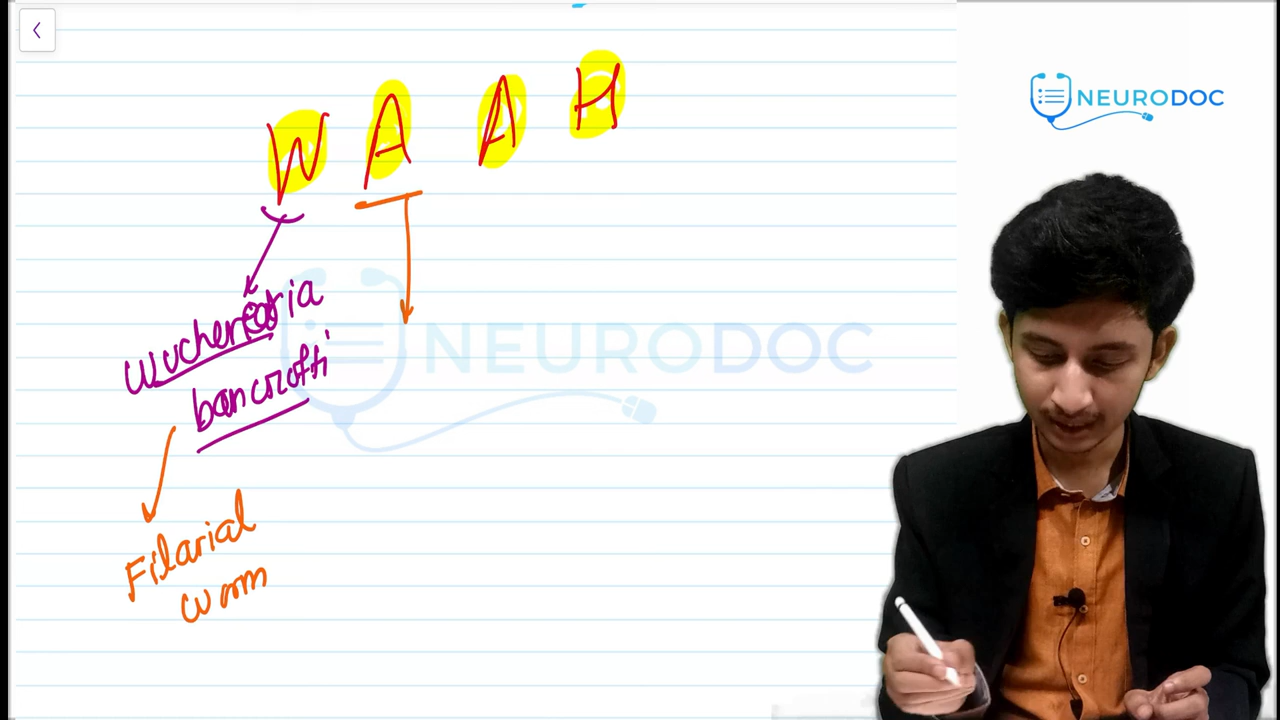 W A A H
NEURODOC
wuchereria
bancrofti
NEURODOC
Filarial
worm